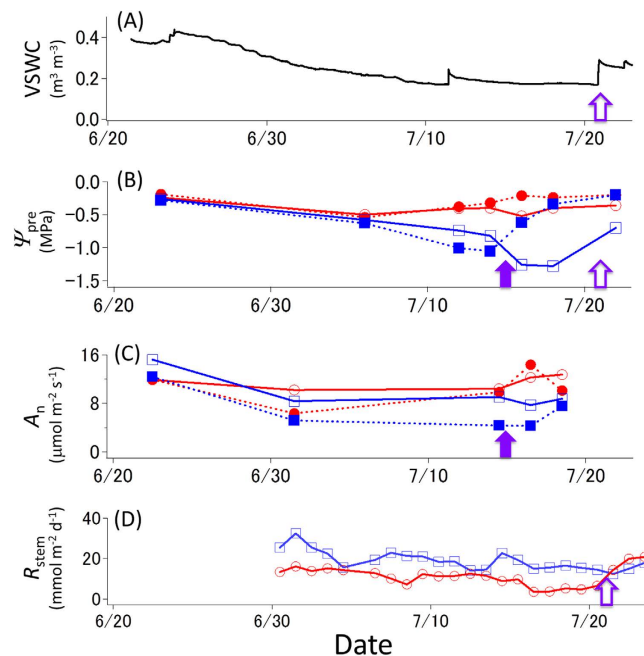 (A)
VSWC
(m³ m⁻³)
0.4
0.2
0.0
6/20 6/30 7/10 7/20
(B)
Ψpre
(MPa)
0.0
−0.5
−1.0
−1.5
6/20 6/30 7/10 7/20
(C)
An
(μmol m⁻² s⁻¹)
16
8
0
6/20 6/30 7/10 7/20
(D)
Rstem
(mmol m⁻² d⁻¹)
40
20
0
6/20 6/30 7/10 7/20
Date